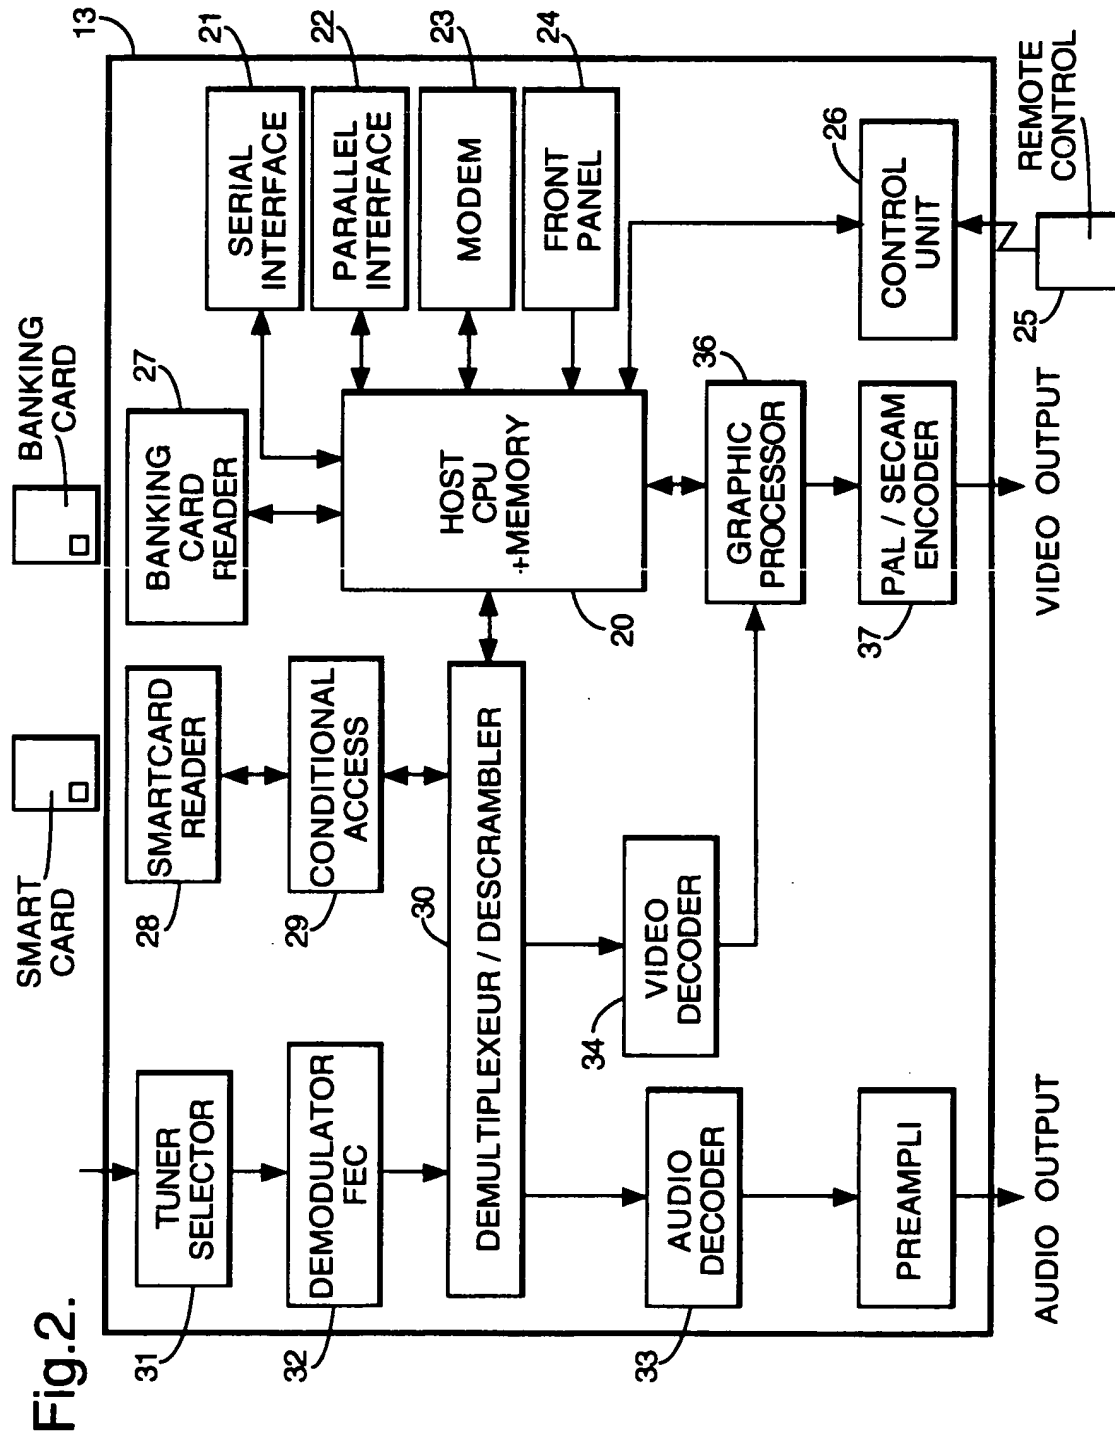 Fig.2.
SMART
CARD
BANKING
CARD
13
31
TUNER
SELECTOR
28
SMARTCARD
READER
27
BANKING
CARD
READER
SERIAL
INTERFACE
21
32
DEMODULATOR
FEC
29
CONDITIONAL
ACCESS
PARALLEL
INTERFACE
22
30
DEMULTIPLEXEUR / DESCRAMBLER
HOST
CPU
+MEMORY
20
MODEM
23
FRONT
PANEL
24
33
AUDIO
DECODER
34
VIDEO
DECODER
GRAPHIC
PROCESSOR
36
PREAMPLI
37
PAL / SECAM
ENCODER
CONTROL
UNIT
26
AUDIO OUTPUT
VIDEO OUTPUT
25
REMOTE
CONTROL